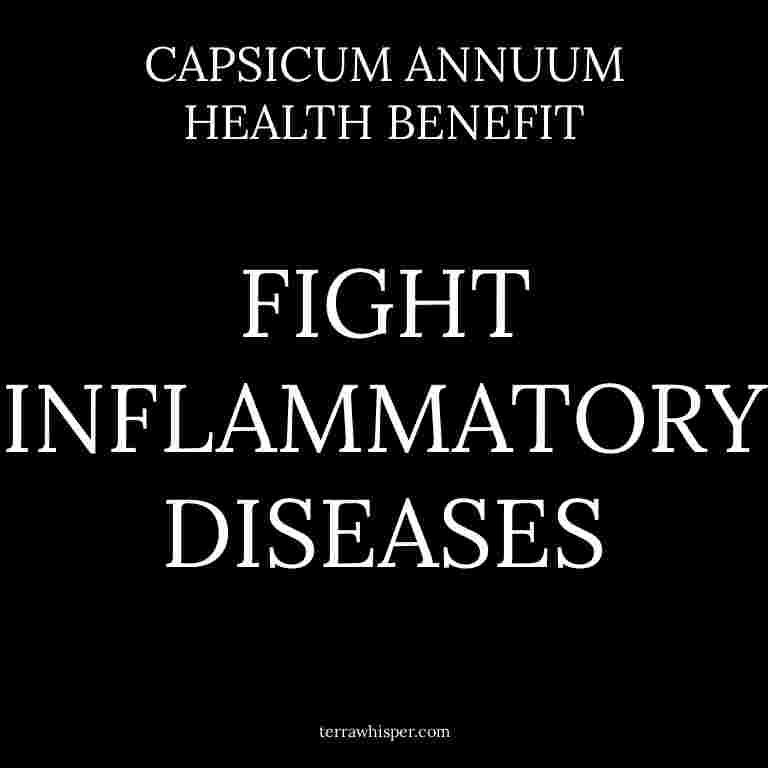 CAPSICUM ANNUUM
HEALTH BENEFIT
FIGHT
INFLAMMATORY
DISEASES
terrawhisper.com